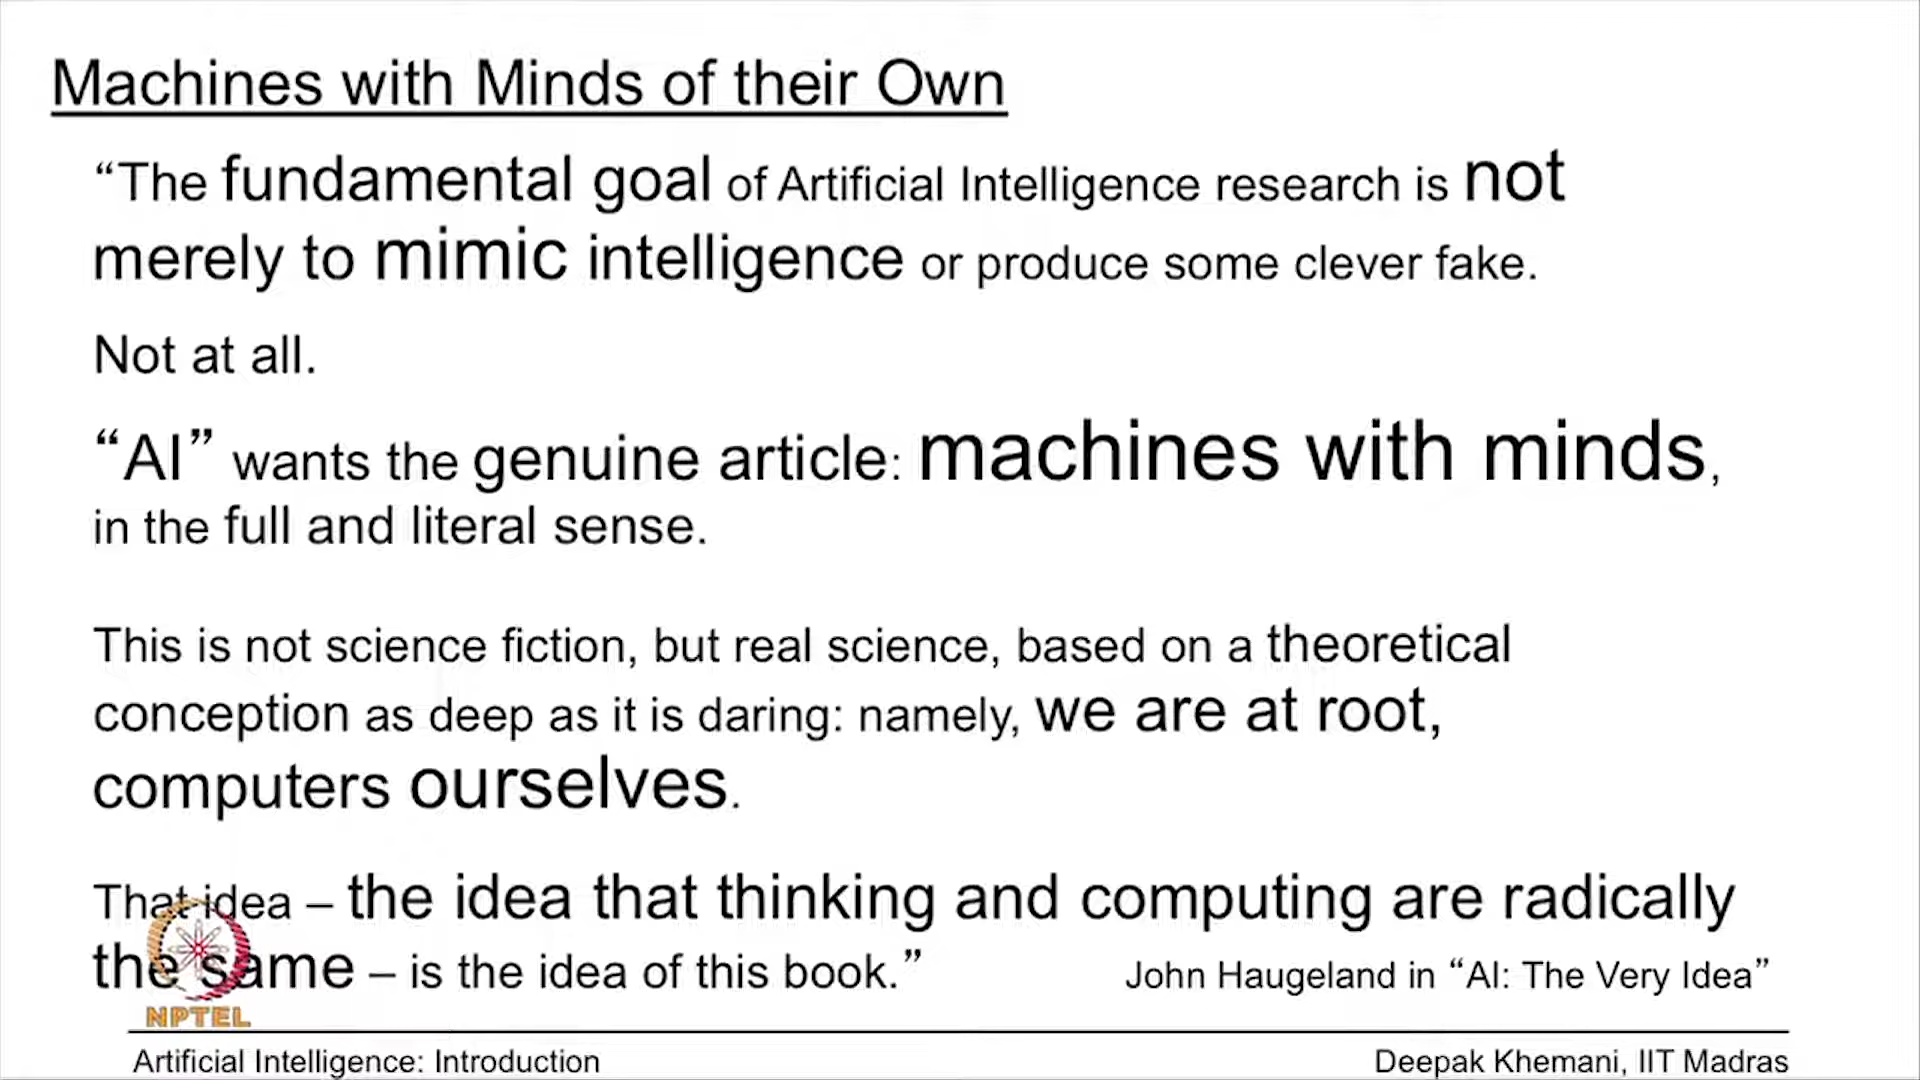 Machines with Minds of their Own
“The fundamental goal of Artificial Intelligence research is not
merely to mimic intelligence or produce some clever fake.
Not at all.
“AI” wants the genuine article: machines with minds,
in the full and literal sense.
This is not science fiction, but real science, based on a theoretical
conception as deep as it is daring: namely, we are at root,
computers ourselves.
That idea – the idea that thinking and computing are radically
the same – is the idea of this book.” John Haugeland in “AI: The Very Idea”
NPTEL
Artificial Intelligence: Introduction Deepak Khemani, IIT Madras